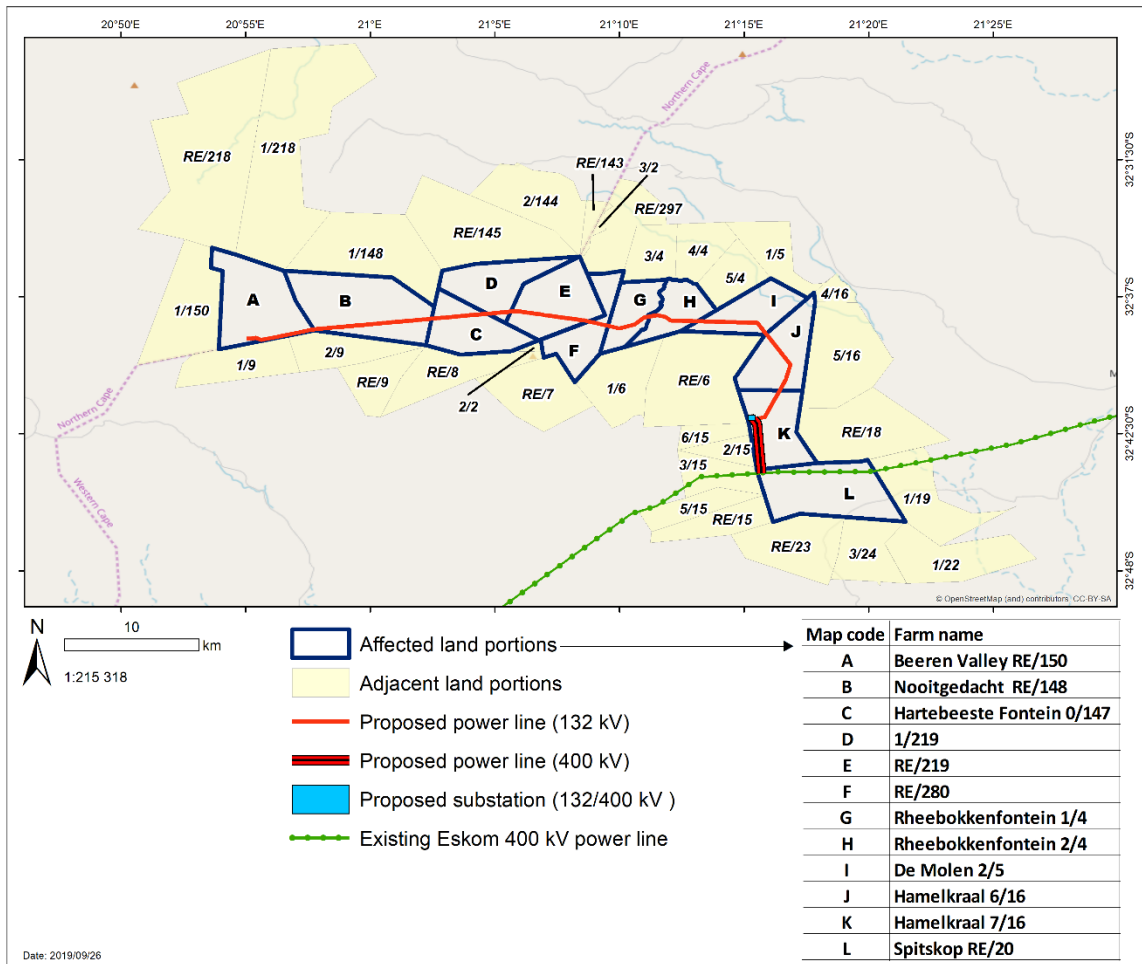 20°50'E 20°55'E 21°E 21°5'E 21°10'E 21°15'E 21°20'E 21°25'E
Northern Cape
32°31'30"S
RE/218
1/218
RE/143
3/2
2/144
RE/297
RE/145
1/148
3/4
4/4
1/5
5/4
4/16
32°37'S
1/150
A
B
C
D
E
F
G
H
I
J
K
L
5/16
1/9
2/9
RE/9
RE/8
2/2
RE/7
1/6
RE/6
RE/18
Northern Cape
Western Cape
32°42'30"S
6/15
2/15
3/15
5/15
RE/15
1/19
RE/23
3/24
1/22
32°48'S
M
© OpenStreetMap (and) contributors, CC-BY-SA
N
10
km
1:215 318
Affected land portions
Adjacent land portions
Proposed power line (132 kV)
Proposed power line (400 kV)
Proposed substation (132/400 kV )
Existing Eskom 400 kV power line
Map code Farm name
A Beeren Valley RE/150
B Nooitgedacht RE/148
C Hartebeeste Fontein 0/147
D 1/219
E RE/219
F RE/280
G Rheebokkenfontein 1/4
H Rheebokkenfontein 2/4
I De Molen 2/5
J Hamelkraal 6/16
K Hamelkraal 7/16
L Spitskop RE/20
Date: 2019/09/26